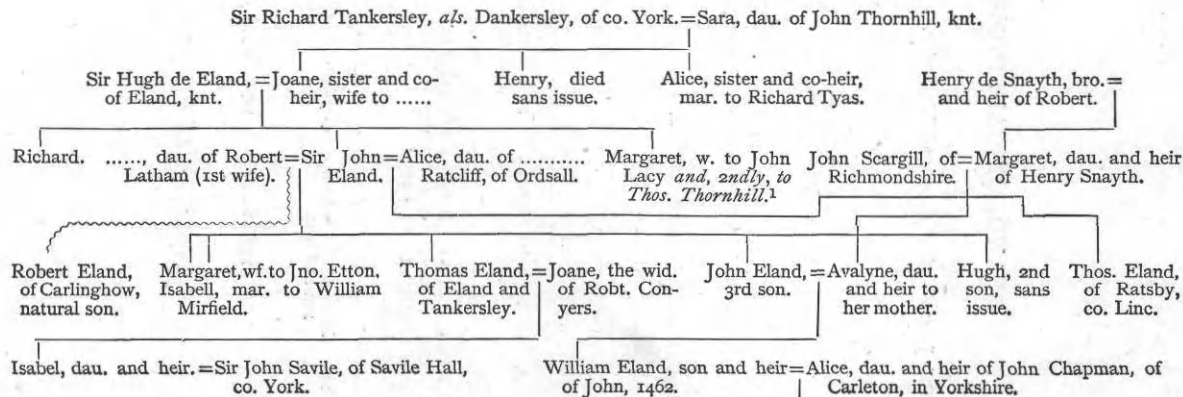 Sir Richard Tankersley, als. Dankersley, of co. York.=Sara, dau. of John Thornhill, knt.
Sir Hugh de Eland,=Joane, sister and co-
of Eland, knt. heir, wife to ......
Henry, died
sans issue.
Alice, sister and co-heir,
mar. to Richard Tyas.
Henry de Snayth, bro.=
and heir of Robert.
Richard.
......, dau. of Robert=Sir John=Alice, dau. of ...........
Latham (1st wife). Eland. Ratcliff, of Ordsall.
Margaret, w. to John
Lacy and, 2ndly, to
Thos. Thornhill.¹
John Scargill, of=Margaret, dau. and heir
Richmondshire. of Henry Snayth.
Robert Eland,
of Carlinghow,
natural son.
Margaret, wf. to Jno. Etton.
Isabell, mar. to William
Mirfield.
Thomas Eland,=Joane, the wid.
of Eland and of Robt. Con-
Tankersley. yers.
John Eland,=Avalyne, dau.
3rd son. and heir to
her mother.
Hugh, 2nd
son, sans
issue.
Thos. Eland,
of Ratsby,
co. Linc.
Isabel, dau. and heir.=Sir John Savile, of Savile Hall,
co. York.
William Eland, son and heir=Alice, dau. and heir of John Chapman, of
of John, 1462. Carleton, in Yorkshire.